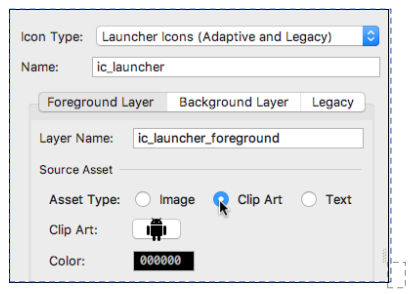 Icon Type: Launcher Icons (Adaptive and Legacy)
Name: ic_launcher
Foreground Layer Background Layer Legacy
Layer Name: ic_launcher_foreground
Source Asset
Asset Type: Image Clip Art Text
Clip Art:
Color: 000000